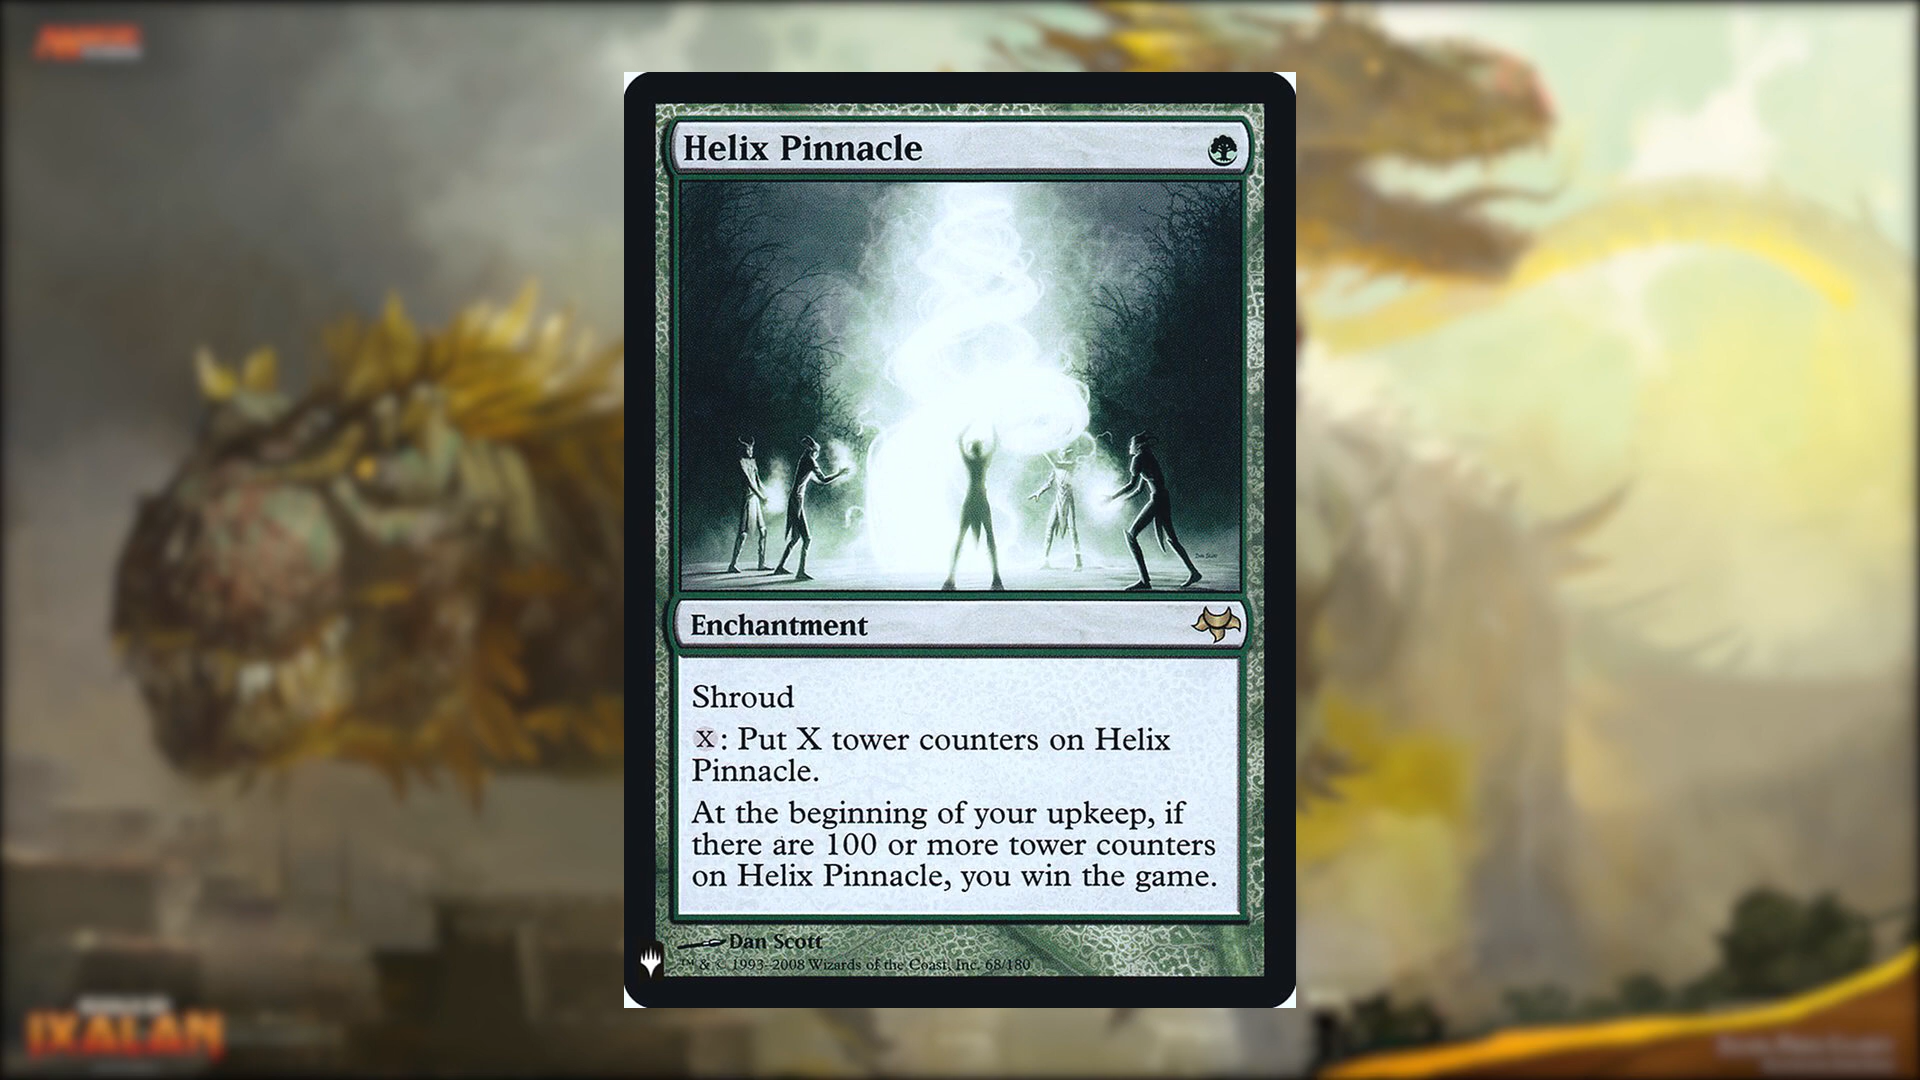 Helix Pinnacle
Enchantment
Shroud
X: Put X tower counters on Helix
Pinnacle.
At the beginning of your upkeep, if
there are 100 or more tower counters
on Helix Pinnacle, you win the game.
Dan Scott
™ & © 1993-2008 Wizards of the Coast, Inc. 68/180
IXALAN